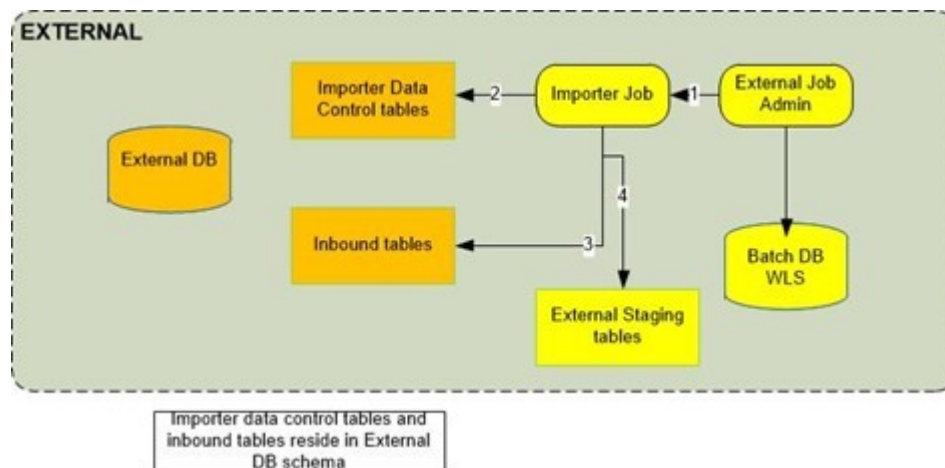 EXTERNAL
Importer Data
Control tables
2
Importer Job
1
External Job
Admin
External DB
4
Inbound tables
3
Batch DB
WLS
External Staging
tables
Importer data control tables and
inbound tables reside in External
DB schema